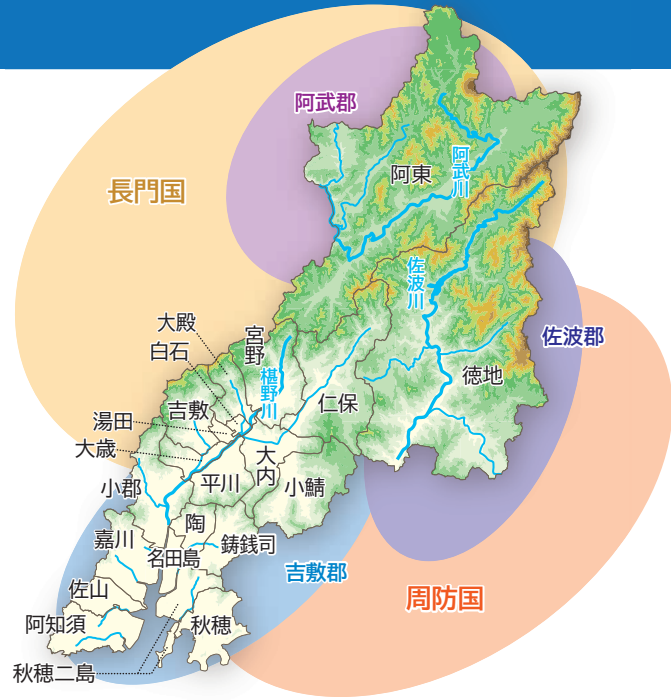 阿武郡
長門国
阿東
阿武川
佐波川
佐波郡
徳地
大殿
白石
宮野
椹野川
仁保
吉敷
湯田
大歳
大内
平川
小鯖
小郡
陶
嘉川
名田島
鋳銭司
吉敷郡
周防国
佐山
阿知須
秋穂
秋穂二島